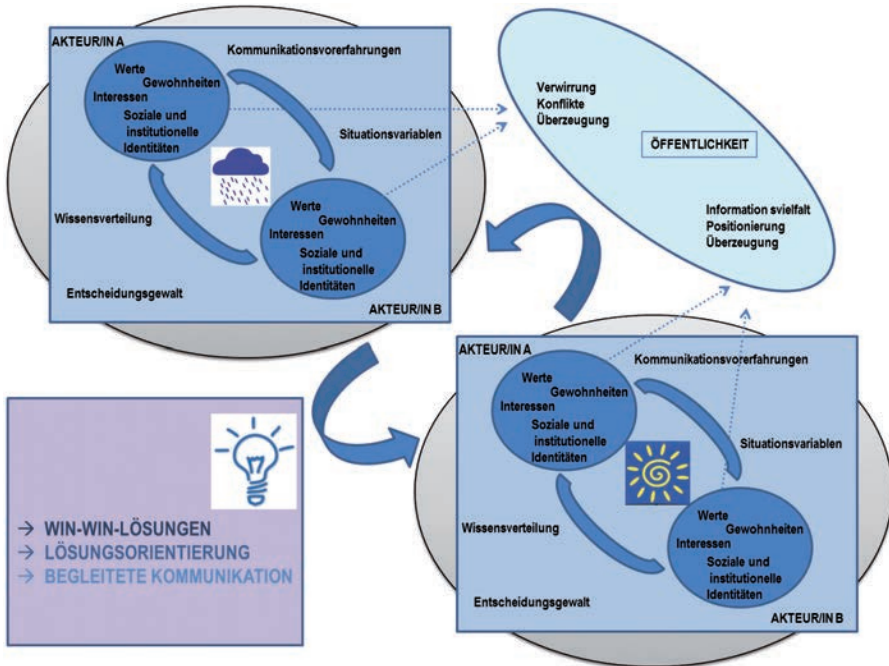 AKTEUR/IN A
Kommunikationsvorerfahrungen
Werte
Gewohnheiten
Interessen
Soziale und
institutionelle
Identitäten
Situationsvariablen
Wissensverteilung
Werte
Gewohnheiten
Interessen
Soziale und
institutionelle
Identitäten
Entscheidungsgewalt
AKTEUR/IN B
Verwirrung
Konflikte
Überzeugung
ÖFFENTLICHKEIT
Information svielfalt
Positionierung
Überzeugung
AKTEUR/IN A
Kommunikationsvorerfahrungen
Werte
Gewohnheiten
Interessen
Soziale und
institutionelle
Identitäten
Situationsvariablen
Wissensverteilung
Werte
Gewohnheiten
Interessen
Soziale und
institutionelle
Identitäten
Entscheidungsgewalt
AKTEUR/IN B
→ WIN-WIN-LÖSUNGEN
→ LÖSUNGSORIENTIERUNG
→ BEGLEITETE KOMMUNIKATION